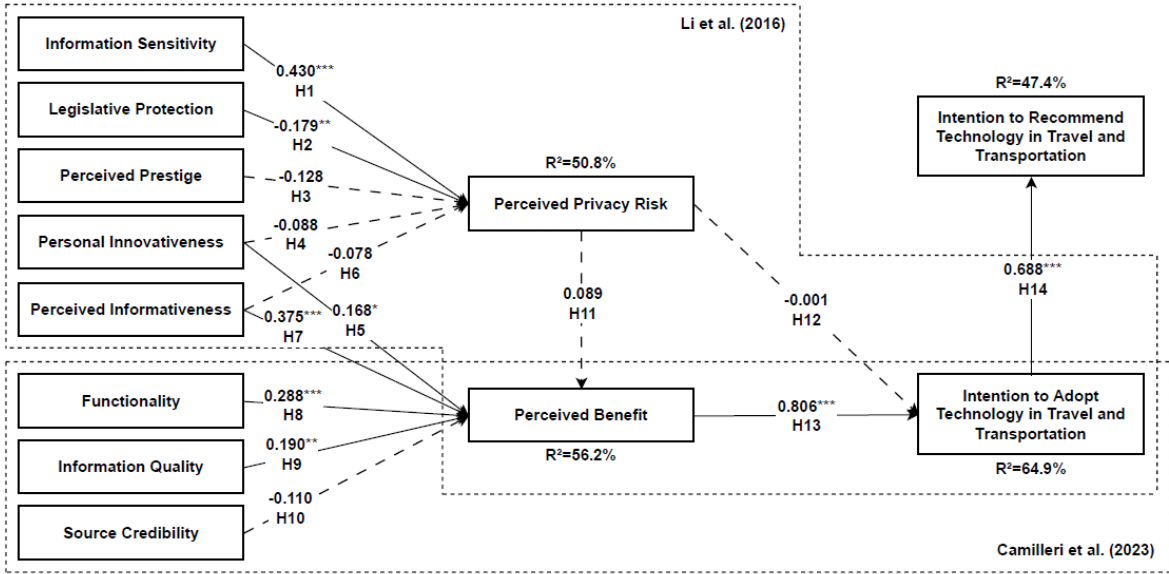 Li et al. (2016)
Information Sensitivity
0.430***
H1
Legislative Protection
-0.179**
H2
Perceived Prestige
-0.128
H3
Personal Innovativeness
-0.088
H4
-0.078
H6
Perceived Informativeness
0.375***
H7
0.168*
H5
R²=50.8%
Perceived Privacy Risk
0.089
H11
-0.001
H12
R²=47.4%
Intention to Recommend
Technology in Travel and
Transportation
0.688***
H14
Functionality
0.288***
H8
Information Quality
0.190**
H9
Source Credibility
-0.110
H10
Perceived Benefit
R²=56.2%
0.806***
H13
Intention to Adopt
Technology in Travel and
Transportation
R²=64.9%
Camilleri et al. (2023)